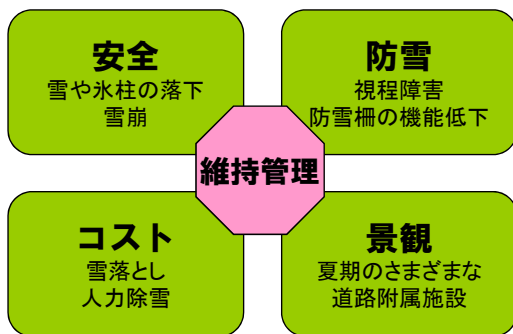 安全
雪や氷柱の落下
雪崩
防雪
視程障害
防雪柵の機能低下
維持管理
コスト
雪落とし
人力除雪
景観
夏期のさまざまな
道路附属施設